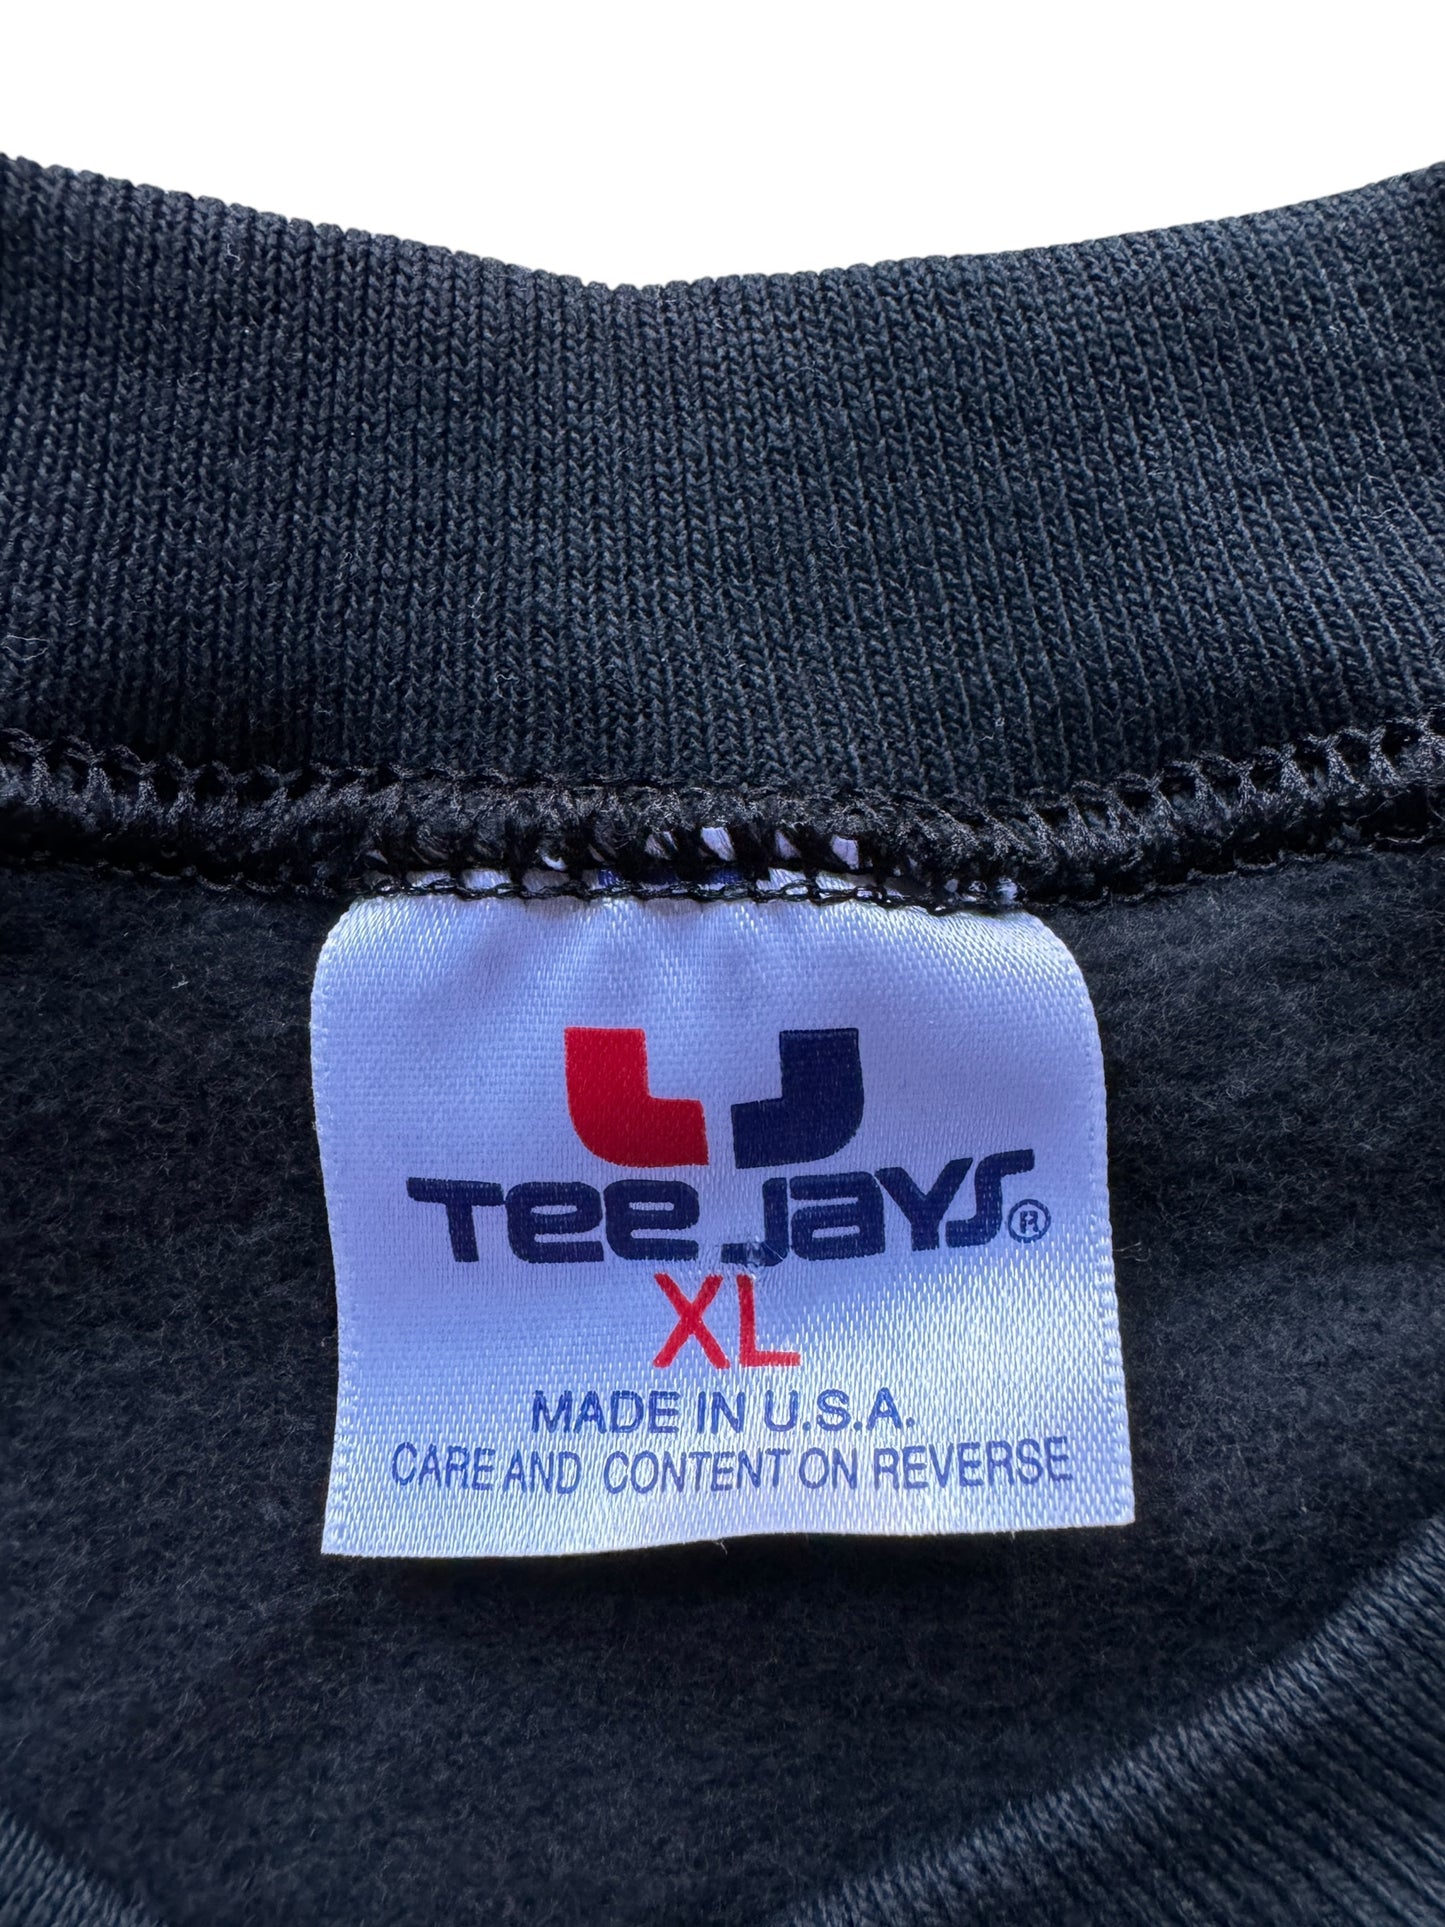 Tee Jays®
XL
MADE IN U.S.A.
CARE AND CONTENT ON REVERSE